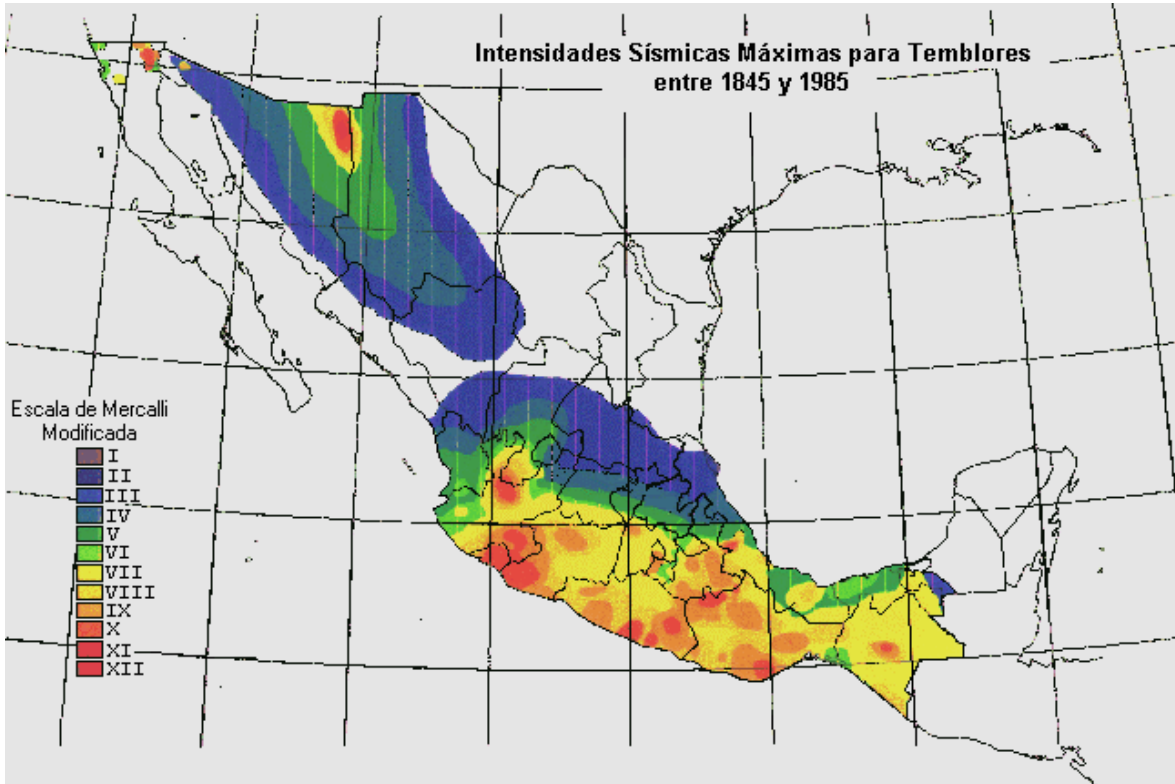 Intensidades Sísmicas Máximas para Temblores
entre 1845 y 1985
Escala de Mercalli
Modificada
I
II
III
IV
V
VI
VII
VIII
IX
X
XI
XII